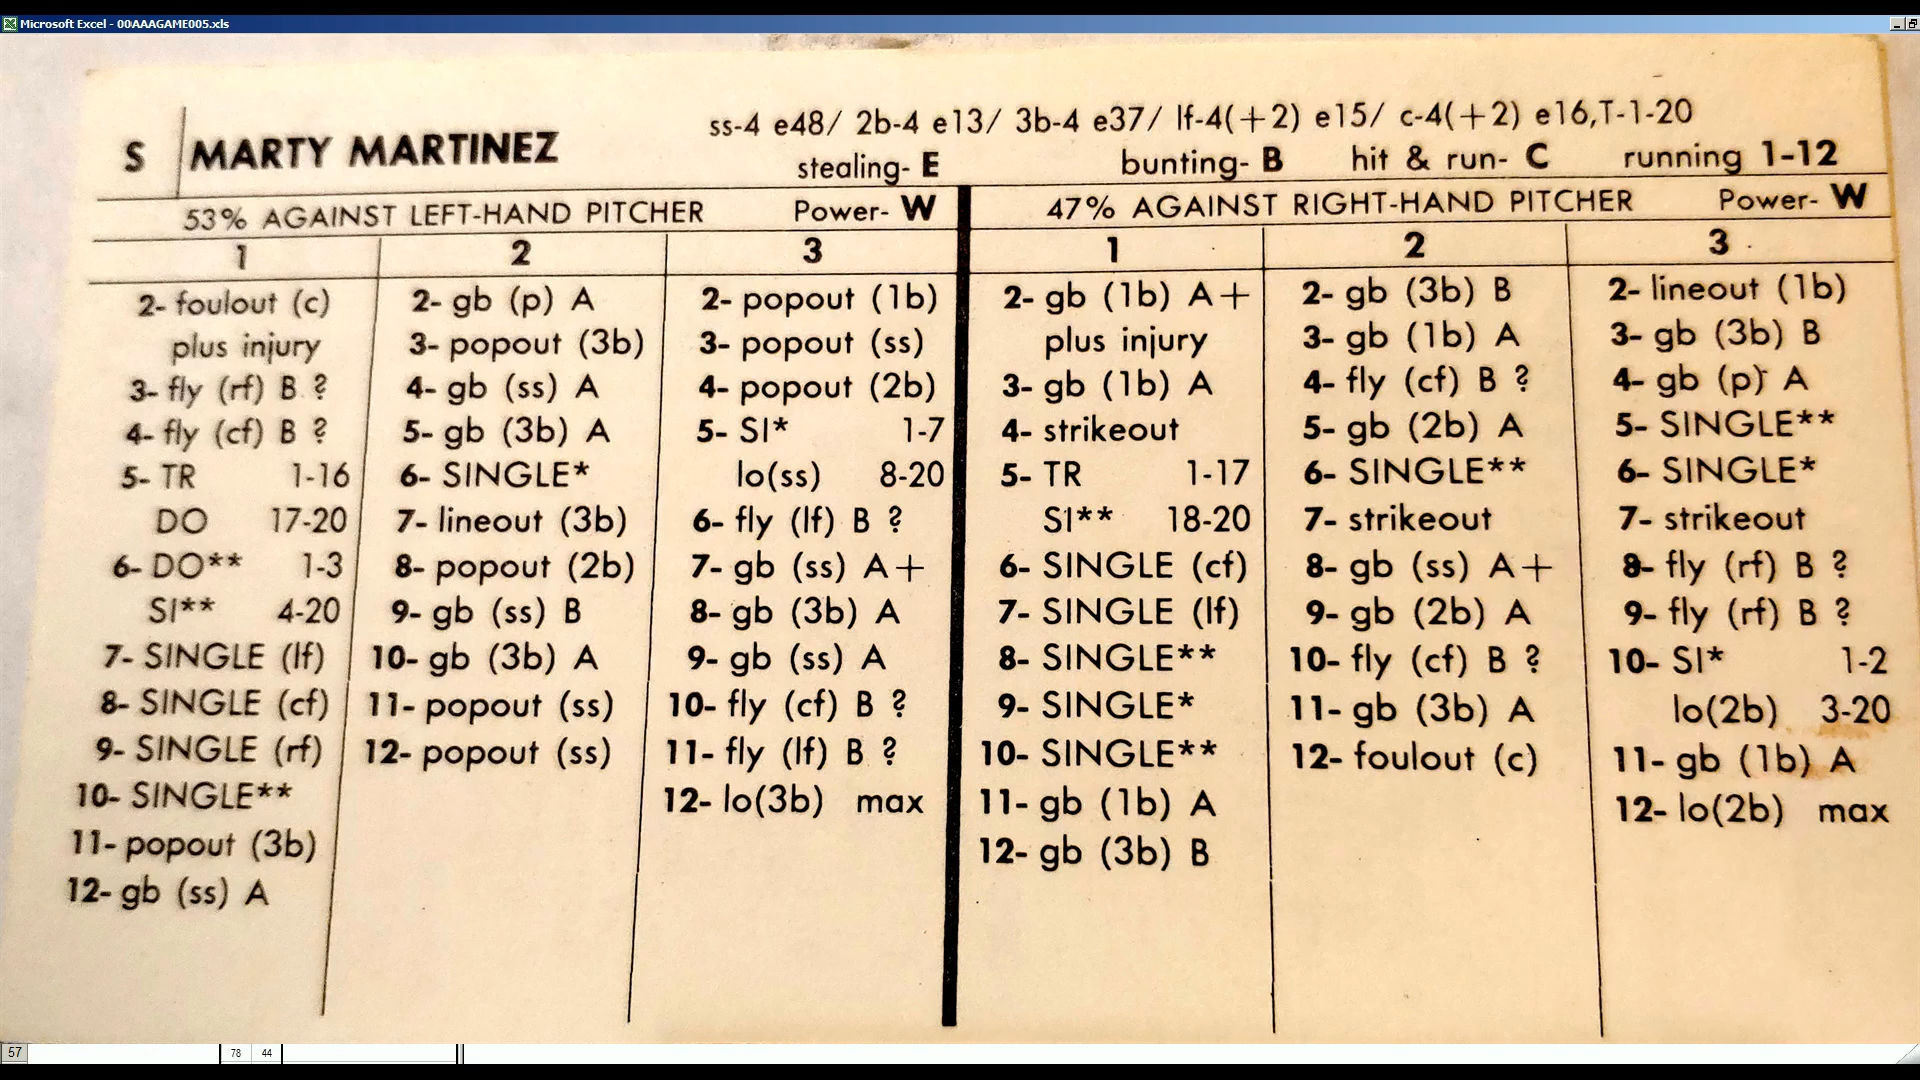 Microsoft Excel - 00AAAGAME005.xls
S MARTY MARTINEZ
ss-4 e48/ 2b-4 e13/ 3b-4 e37/ lf-4(+2) e15/ c-4(+2) e16,T-1-20
stealing- E bunting- B hit & run- C running 1-12
53% AGAINST LEFT-HAND PITCHER Power- W
1
2- foulout (c)
plus injury
3- fly (rf) B ?
4- fly (cf) B ?
5- TR 1-16
DO 17-20
6- DO** 1-3
SI** 4-20
7- SINGLE (lf)
8- SINGLE (cf)
9- SINGLE (rf)
10- SINGLE**
11- popout (3b)
12- gb (ss) A
2
2- gb (p) A
3- popout (3b)
4- gb (ss) A
5- gb (3b) A
6- SINGLE*
7- lineout (3b)
8- popout (2b)
9- gb (ss) B
10- gb (3b) A
11- popout (ss)
12- popout (ss)
3
2- popout (1b)
3- popout (ss)
4- popout (2b)
5- SI* 1-7
lo(ss) 8-20
6- fly (lf) B ?
7- gb (ss) A+
8- gb (3b) A
9- gb (ss) A
10- fly (cf) B ?
11- fly (lf) B ?
12- lo(3b) max
47% AGAINST RIGHT-HAND PITCHER Power- W
1
2- gb (1b) A+
plus injury
3- gb (1b) A
4- strikeout
5- TR 1-17
SI** 18-20
6- SINGLE (cf)
7- SINGLE (lf)
8- SINGLE**
9- SINGLE*
10- SINGLE**
11- gb (1b) A
12- gb (3b) B
2
2- gb (3b) B
3- gb (1b) A
4- fly (cf) B ?
5- gb (2b) A
6- SINGLE**
7- strikeout
8- gb (ss) A+
9- gb (2b) A
10- fly (cf) B ?
11- gb (3b) A
12- foulout (c)
3
2- lineout (1b)
3- gb (3b) B
4- gb (p) A
5- SINGLE**
6- SINGLE*
7- strikeout
8- fly (rf) B ?
9- fly (rf) B ?
10- SI* 1-2
lo(2b) 3-20
11- gb (1b) A
12- lo(2b) max
57 78 44